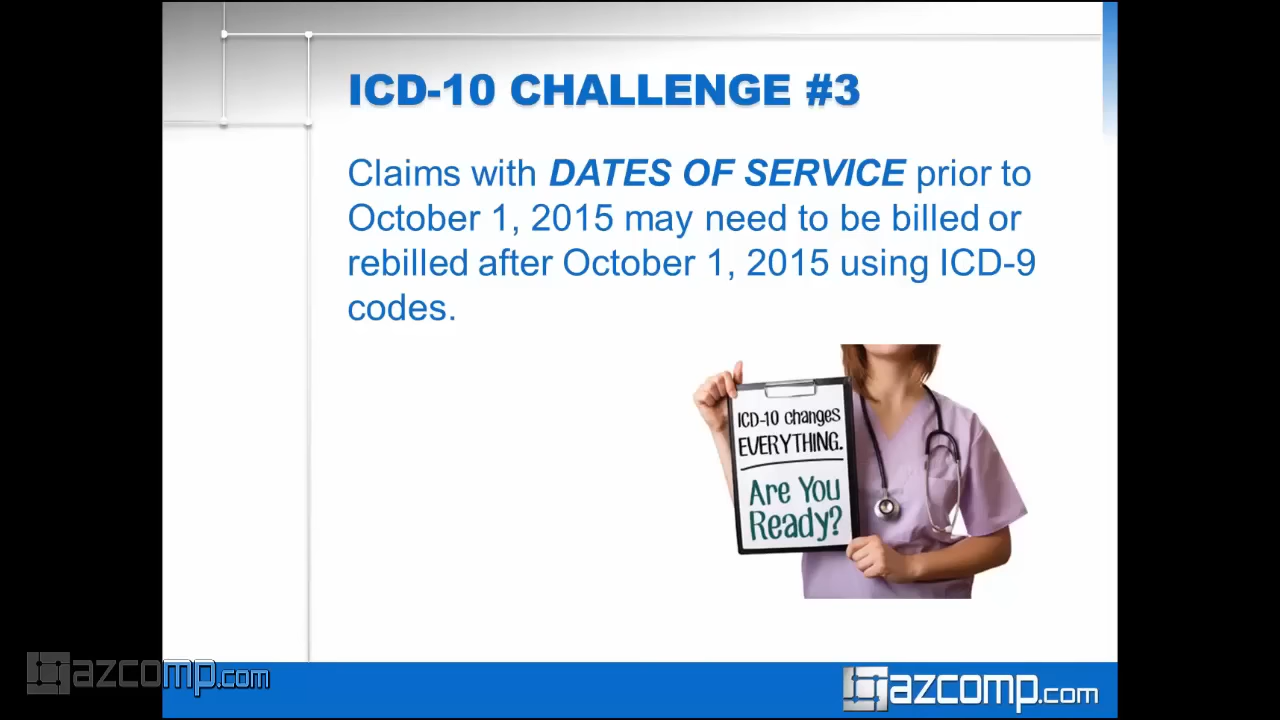 ICD-10 CHALLENGE #3
Claims with DATES OF SERVICE prior to
October 1, 2015 may need to be billed or
rebilled after October 1, 2015 using ICD-9
codes.
ICD-10 changes
EVERYTHING.
Are You
Ready?
azcomp.com
azcomp.com